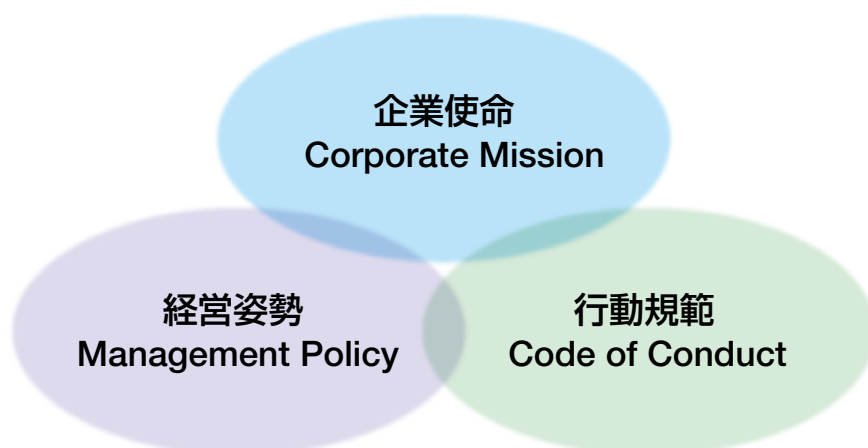 企業使命
Corporate Mission
経営姿勢
Management Policy
行動規範
Code of Conduct